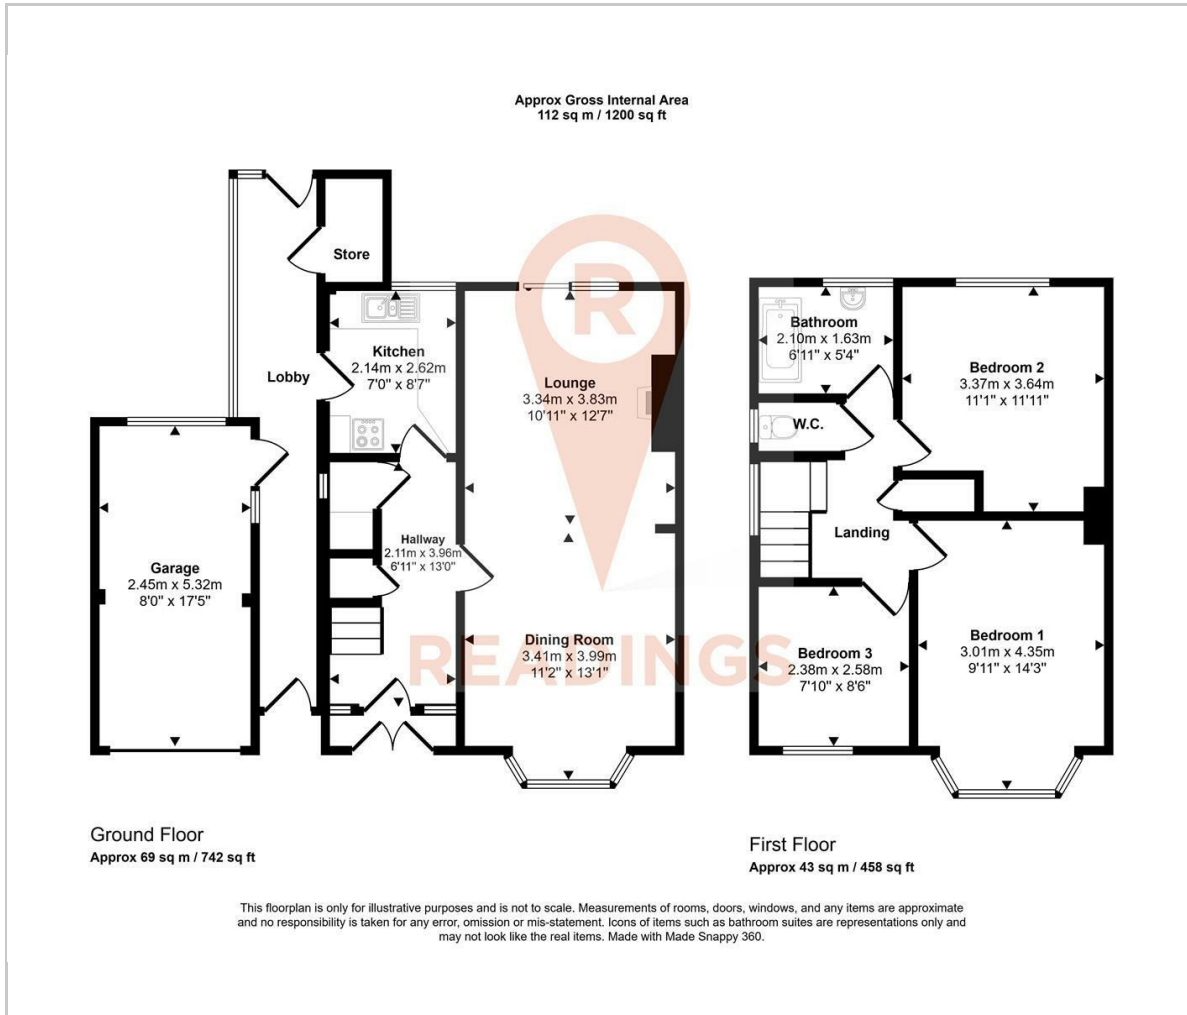 Approx Gross Internal Area
112 sq m / 1200 sq ft
Store
Kitchen
2.14m x 2.62m
7'0" x 8'7"
Lobby
Lounge
3.34m x 3.83m
10'11" x 12'7"
Hallway
2.11m x 3.96m
6'11" x 13'0"
Garage
2.45m x 5.32m
8'0" x 17'5"
Dining Room
3.41m x 3.99m
11'2" x 13'1"
Bathroom
2.10m x 1.63m
6'11" x 5'4"
W.C.
Bedroom 2
3.37m x 3.64m
11'1" x 11'11"
Landing
Bedroom 1
3.01m x 4.35m
9'11" x 14'3"
Bedroom 3
2.38m x 2.58m
7'10" x 8'6"
R
READINGS
Ground Floor
Approx 69 sq m / 742 sq ft
First Floor
Approx 43 sq m / 458 sq ft
This floorplan is only for illustrative purposes and is not to scale. Measurements of rooms, doors, windows, and any items are approximate
and no responsibility is taken for any error, omission or mis-statement. Icons of items such as bathroom suites are representations only and
may not look like the real items. Made with Made Snappy 360.